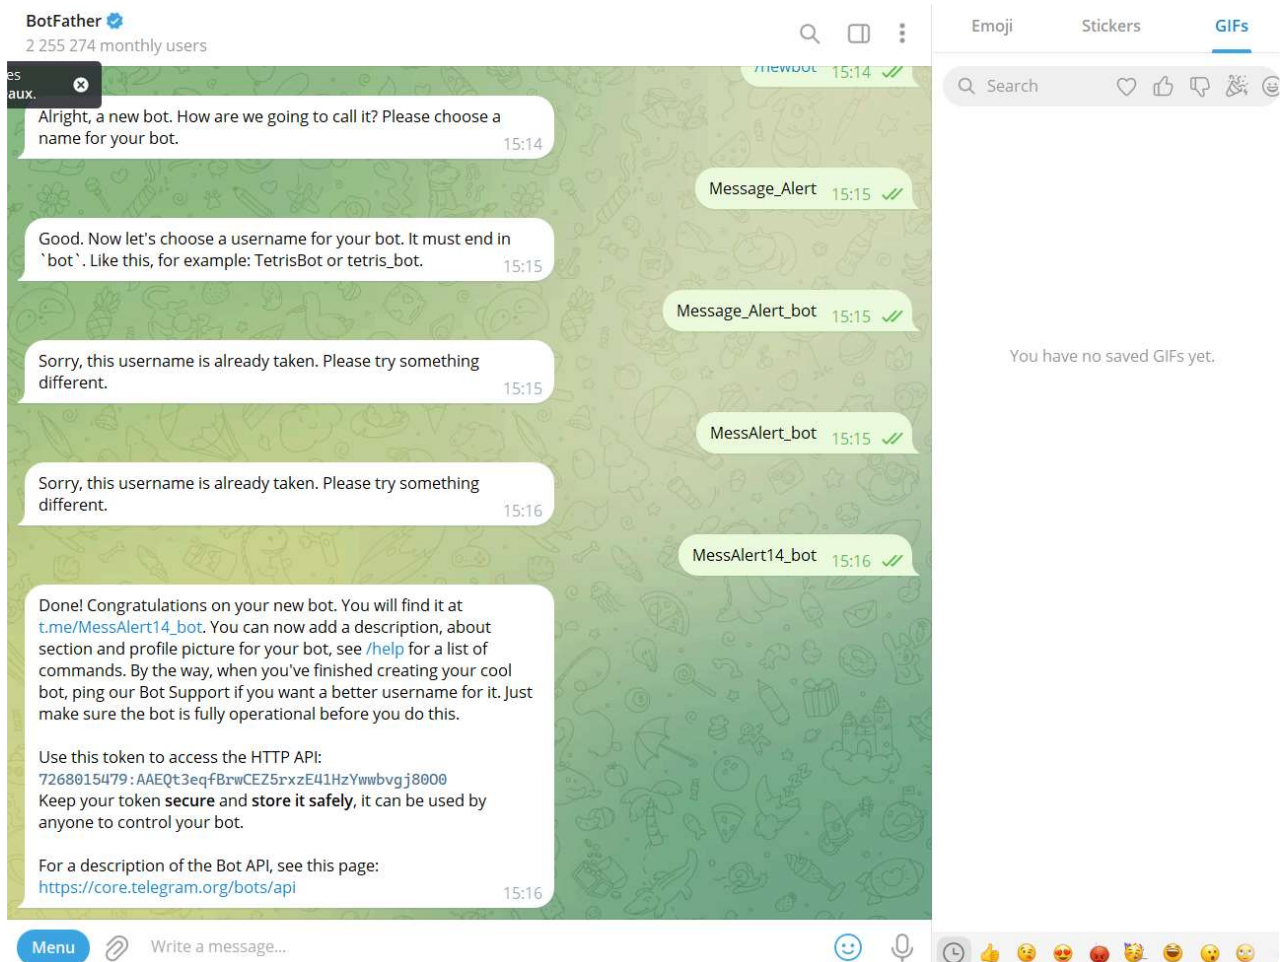 BotFather
2 255 274 monthly users
Emoji
Stickers
GIFs
es
aux.
/newbot 15:14
Search
Alright, a new bot. How are we going to call it? Please choose a
name for your bot.
15:14
Message_Alert 15:15
Good. Now let's choose a username for your bot. It must end in
`bot`. Like this, for example: TetrisBot or tetris_bot.
15:15
Message_Alert_bot 15:15
You have no saved GIFs yet.
Sorry, this username is already taken. Please try something
different.
15:15
MessAlert_bot 15:15
Sorry, this username is already taken. Please try something
different.
15:16
MessAlert14_bot 15:16
Done! Congratulations on your new bot. You will find it at
t.me/MessAlert14_bot. You can now add a description, about
section and profile picture for your bot, see /help for a list of
commands. By the way, when you've finished creating your cool
bot, ping our Bot Support if you want a better username for it. Just
make sure the bot is fully operational before you do this.
Use this token to access the HTTP API:
7268015479:AAEQt3eqfBrwCEZ5rxzE41HzYwwbvgj80O0
Keep your token secure and store it safely, it can be used by
anyone to control your bot.
For a description of the Bot API, see this page:
https://core.telegram.org/bots/api
15:16
Menu
Write a message...